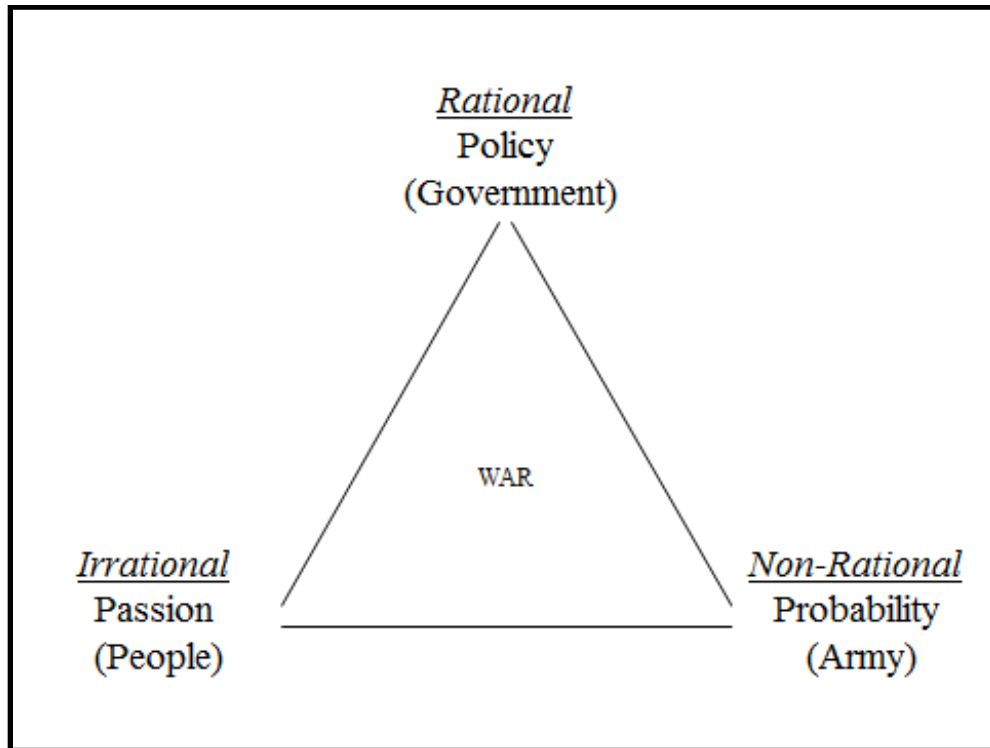 Rational
Policy
(Government)
WAR
Irrational
Passion
(People)
Non-Rational
Probability
(Army)